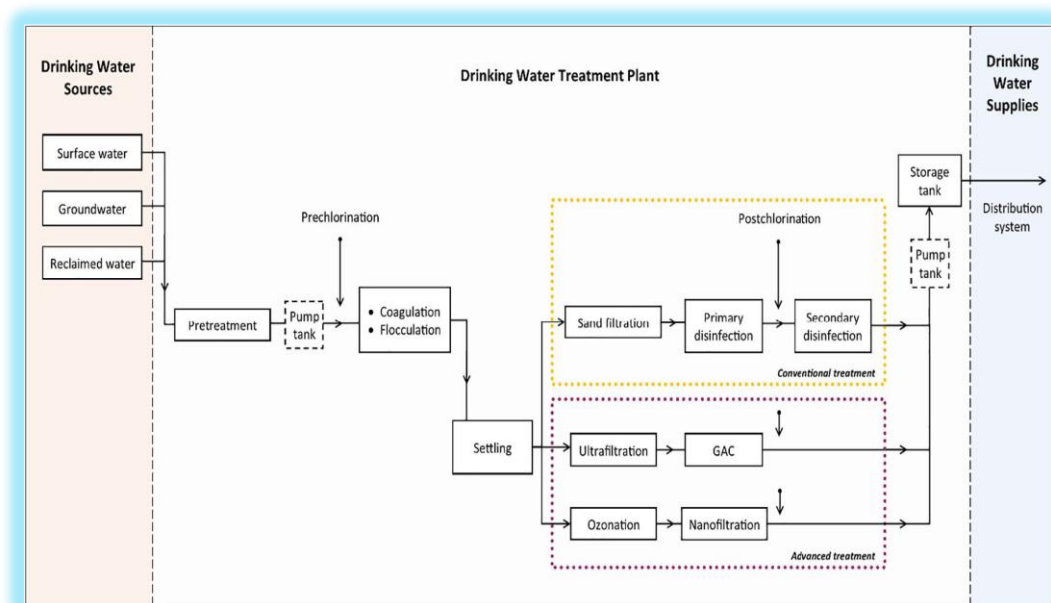 Drinking Water
Sources
Drinking Water Treatment Plant
Drinking
Water
Supplies
Surface water
Groundwater
Reclaimed water
Pretreatment
Pump
tank
Prechlorination
• Coagulation
• Flocculation
Settling
Postchlorination
Sand filtration
Primary
disinfection
Secondary
disinfection
Conventional treatment
Ultrafiltration
GAC
Ozonation
Nanofiltration
Advanced treatment
Storage
tank
Pump
tank
Distribution
system